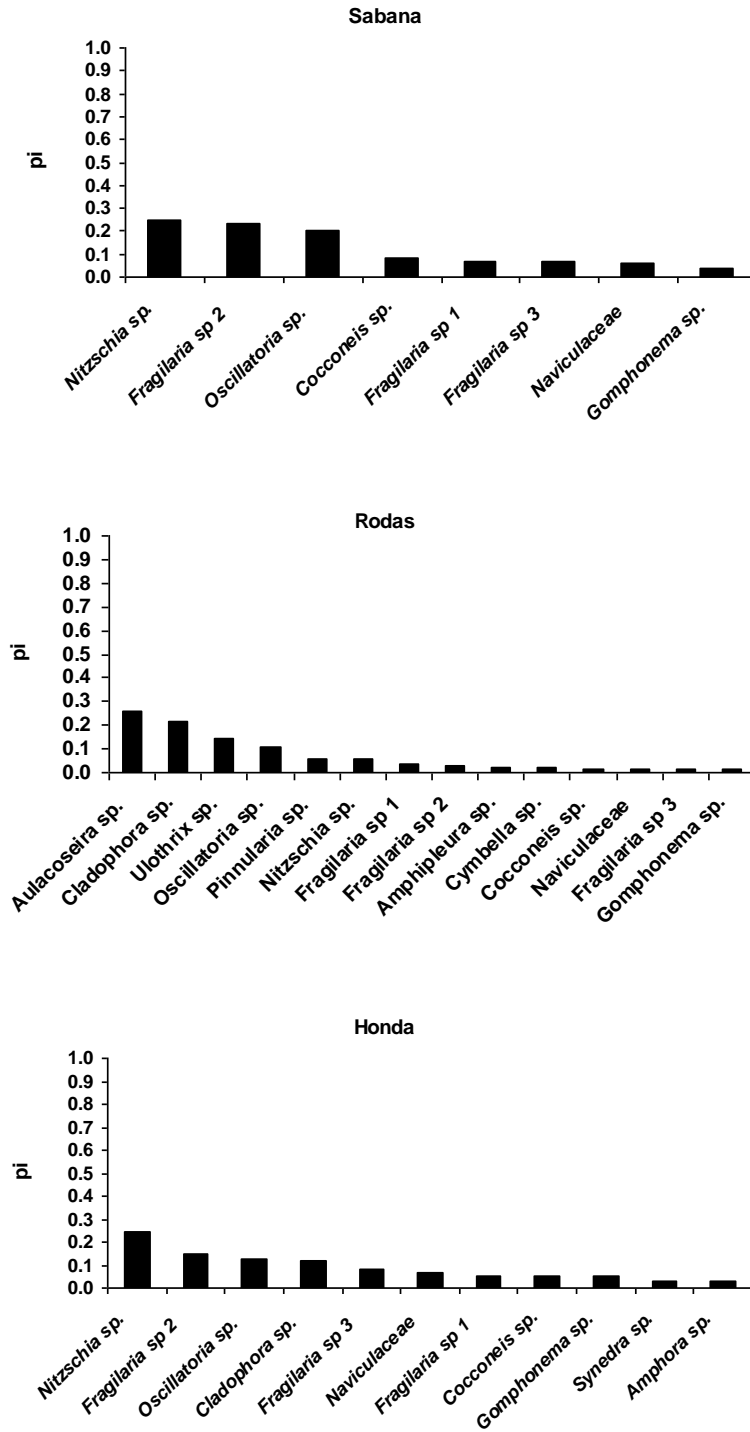 Sabana
1.0
0.9
0.8
0.7
0.6
0.5
0.4
0.3
0.2
0.1
0.0
pi
Nitzschia sp.
Fragilaria sp 2
Oscillatoria sp.
Cocconeis sp.
Fragilaria sp 1
Fragilaria sp 3
Naviculaceae
Gomphonema sp.
Rodas
1.0
0.9
0.8
0.7
0.6
0.5
0.4
0.3
0.2
0.1
0.0
pi
Aulacoseira sp.
Cladophora sp.
Ulothrix sp.
Oscillatoria sp.
Pinnularia sp.
Nitzschia sp.
Fragilaria sp 1
Fragilaria sp 2
Amphipleura sp.
Cymbella sp.
Cocconeis sp.
Naviculaceae
Fragilaria sp 3
Gomphonema sp.
Honda
1.0
0.9
0.8
0.7
0.6
0.5
0.4
0.3
0.2
0.1
0.0
pi
Nitzschia sp.
Fragilaria sp 2
Oscillatoria sp.
Cladophora sp.
Fragilaria sp 3
Naviculaceae
Fragilaria sp 1
Cocconeis sp.
Gomphonema sp.
Synedra sp.
Amphora sp.